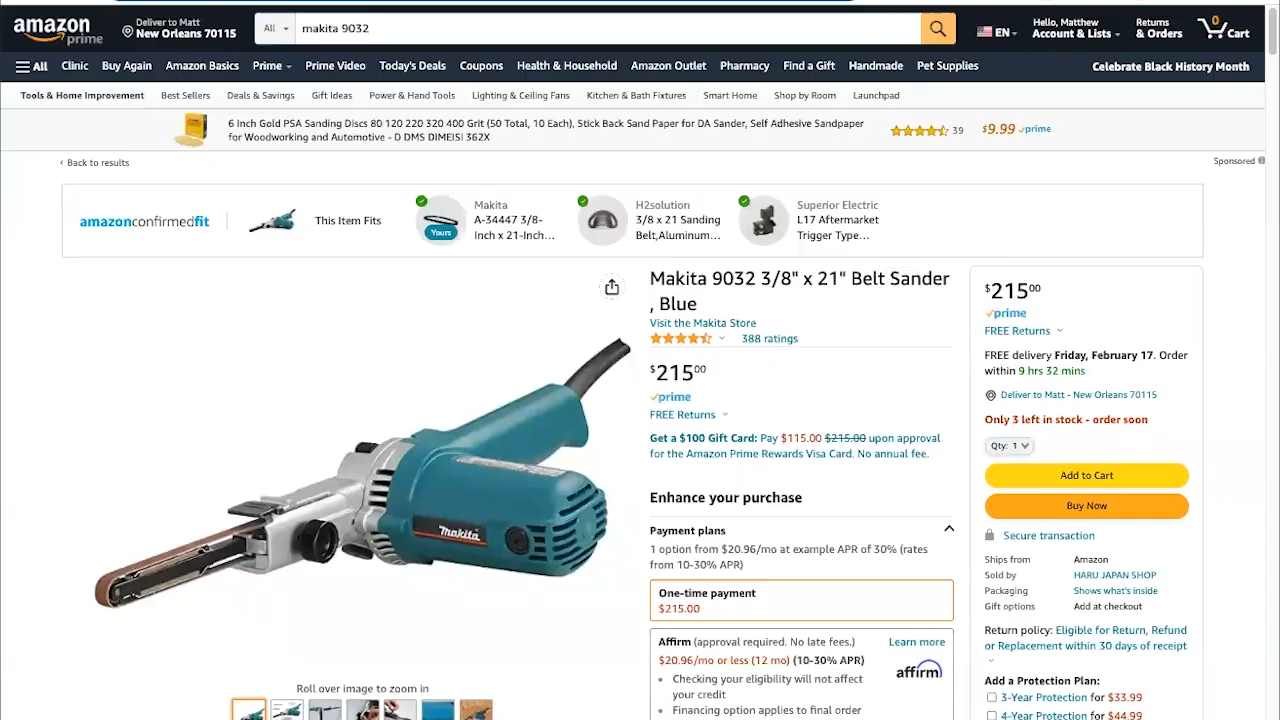 amazon
prime
Deliver to Matt
New Orleans 70115
All
makita 9032
EN
Hello, Matthew
Account & Lists
Returns
& Orders
0
Cart
All
Clinic
Buy Again
Amazon Basics
Prime
Prime Video
Today's Deals
Coupons
Health & Household
Amazon Outlet
Pharmacy
Find a Gift
Handmade
Pet Supplies
Celebrate Black History Month
Tools & Home Improvement
Best Sellers
Deals & Savings
Gift Ideas
Power & Hand Tools
Lighting & Ceiling Fans
Kitchen & Bath Fixtures
Smart Home
Shop by Room
Launchpad
6 Inch Gold PSA Sanding Discs 80 120 220 320 400 Grit (50 Total, 10 Each), Stick Back Sand Paper for DA Sander, Self Adhesive Sandpaper
for Woodworking and Automotive - D DMS DIMEISI 362X
39
$9.99 prime
‹ Back to results
Sponsored
amazonconfirmedfit
This Item Fits
Yours
Makita
A-34447 3/8-
Inch x 21-Inch...
H2solution
3/8 x 21 Sanding
Belt,Aluminum...
Superior Electric
L17 Aftermarket
Trigger Type...
makita
Roll over image to zoom in
Makita 9032 3/8" x 21" Belt Sander
, Blue
Visit the Makita Store
388 ratings
$215 00
prime
FREE Returns
Get a $100 Gift Card: Pay $115.00 $215.00 upon approval
for the Amazon Prime Rewards Visa Card. No annual fee.
Enhance your purchase
Payment plans
1 option from $20.96/mo at example APR of 30% (rates
from 10-30% APR)
One-time payment
$215.00
Affirm (approval required. No late fees.)
Learn more
$20.96/mo or less (12 mo) (10-30% APR)
affirm
• Checking your eligibility will not affect
your credit
• Financing option applies to final order
$215 00
prime
FREE Returns
FREE delivery Friday, February 17. Order
within 9 hrs 32 mins
Deliver to Matt - New Orleans 70115
Only 3 left in stock - order soon
Qty: 1
Add to Cart
Buy Now
Secure transaction
Ships from Amazon
Sold by HARU JAPAN SHOP
Packaging Shows what's inside
Gift options Add at checkout
Return policy: Eligible for Return, Refund
or Replacement within 30 days of receipt
Add a Protection Plan:
3-Year Protection for $33.99
4-Year Protection for $44.99